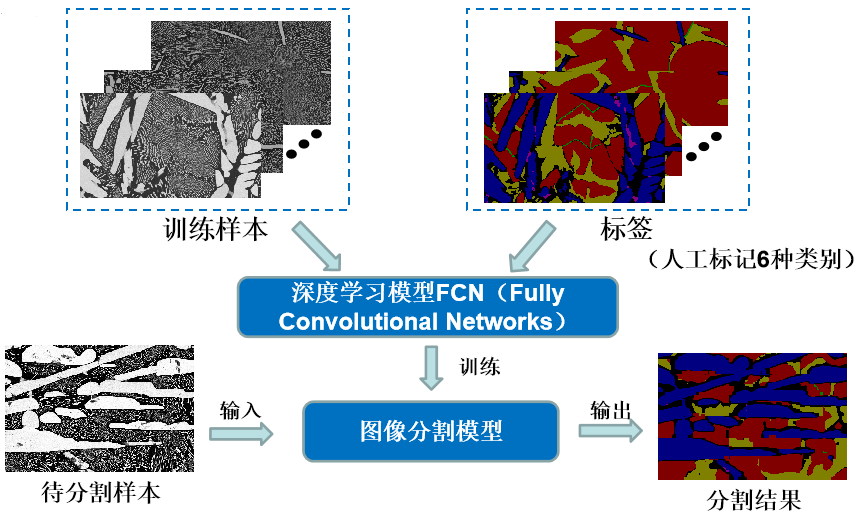 训练样本
标签
（人工标记6种类别）
深度学习模型FCN（Fully
Convolutional Networks）
训练
输入
图像分割模型
输出
待分割样本
分割结果